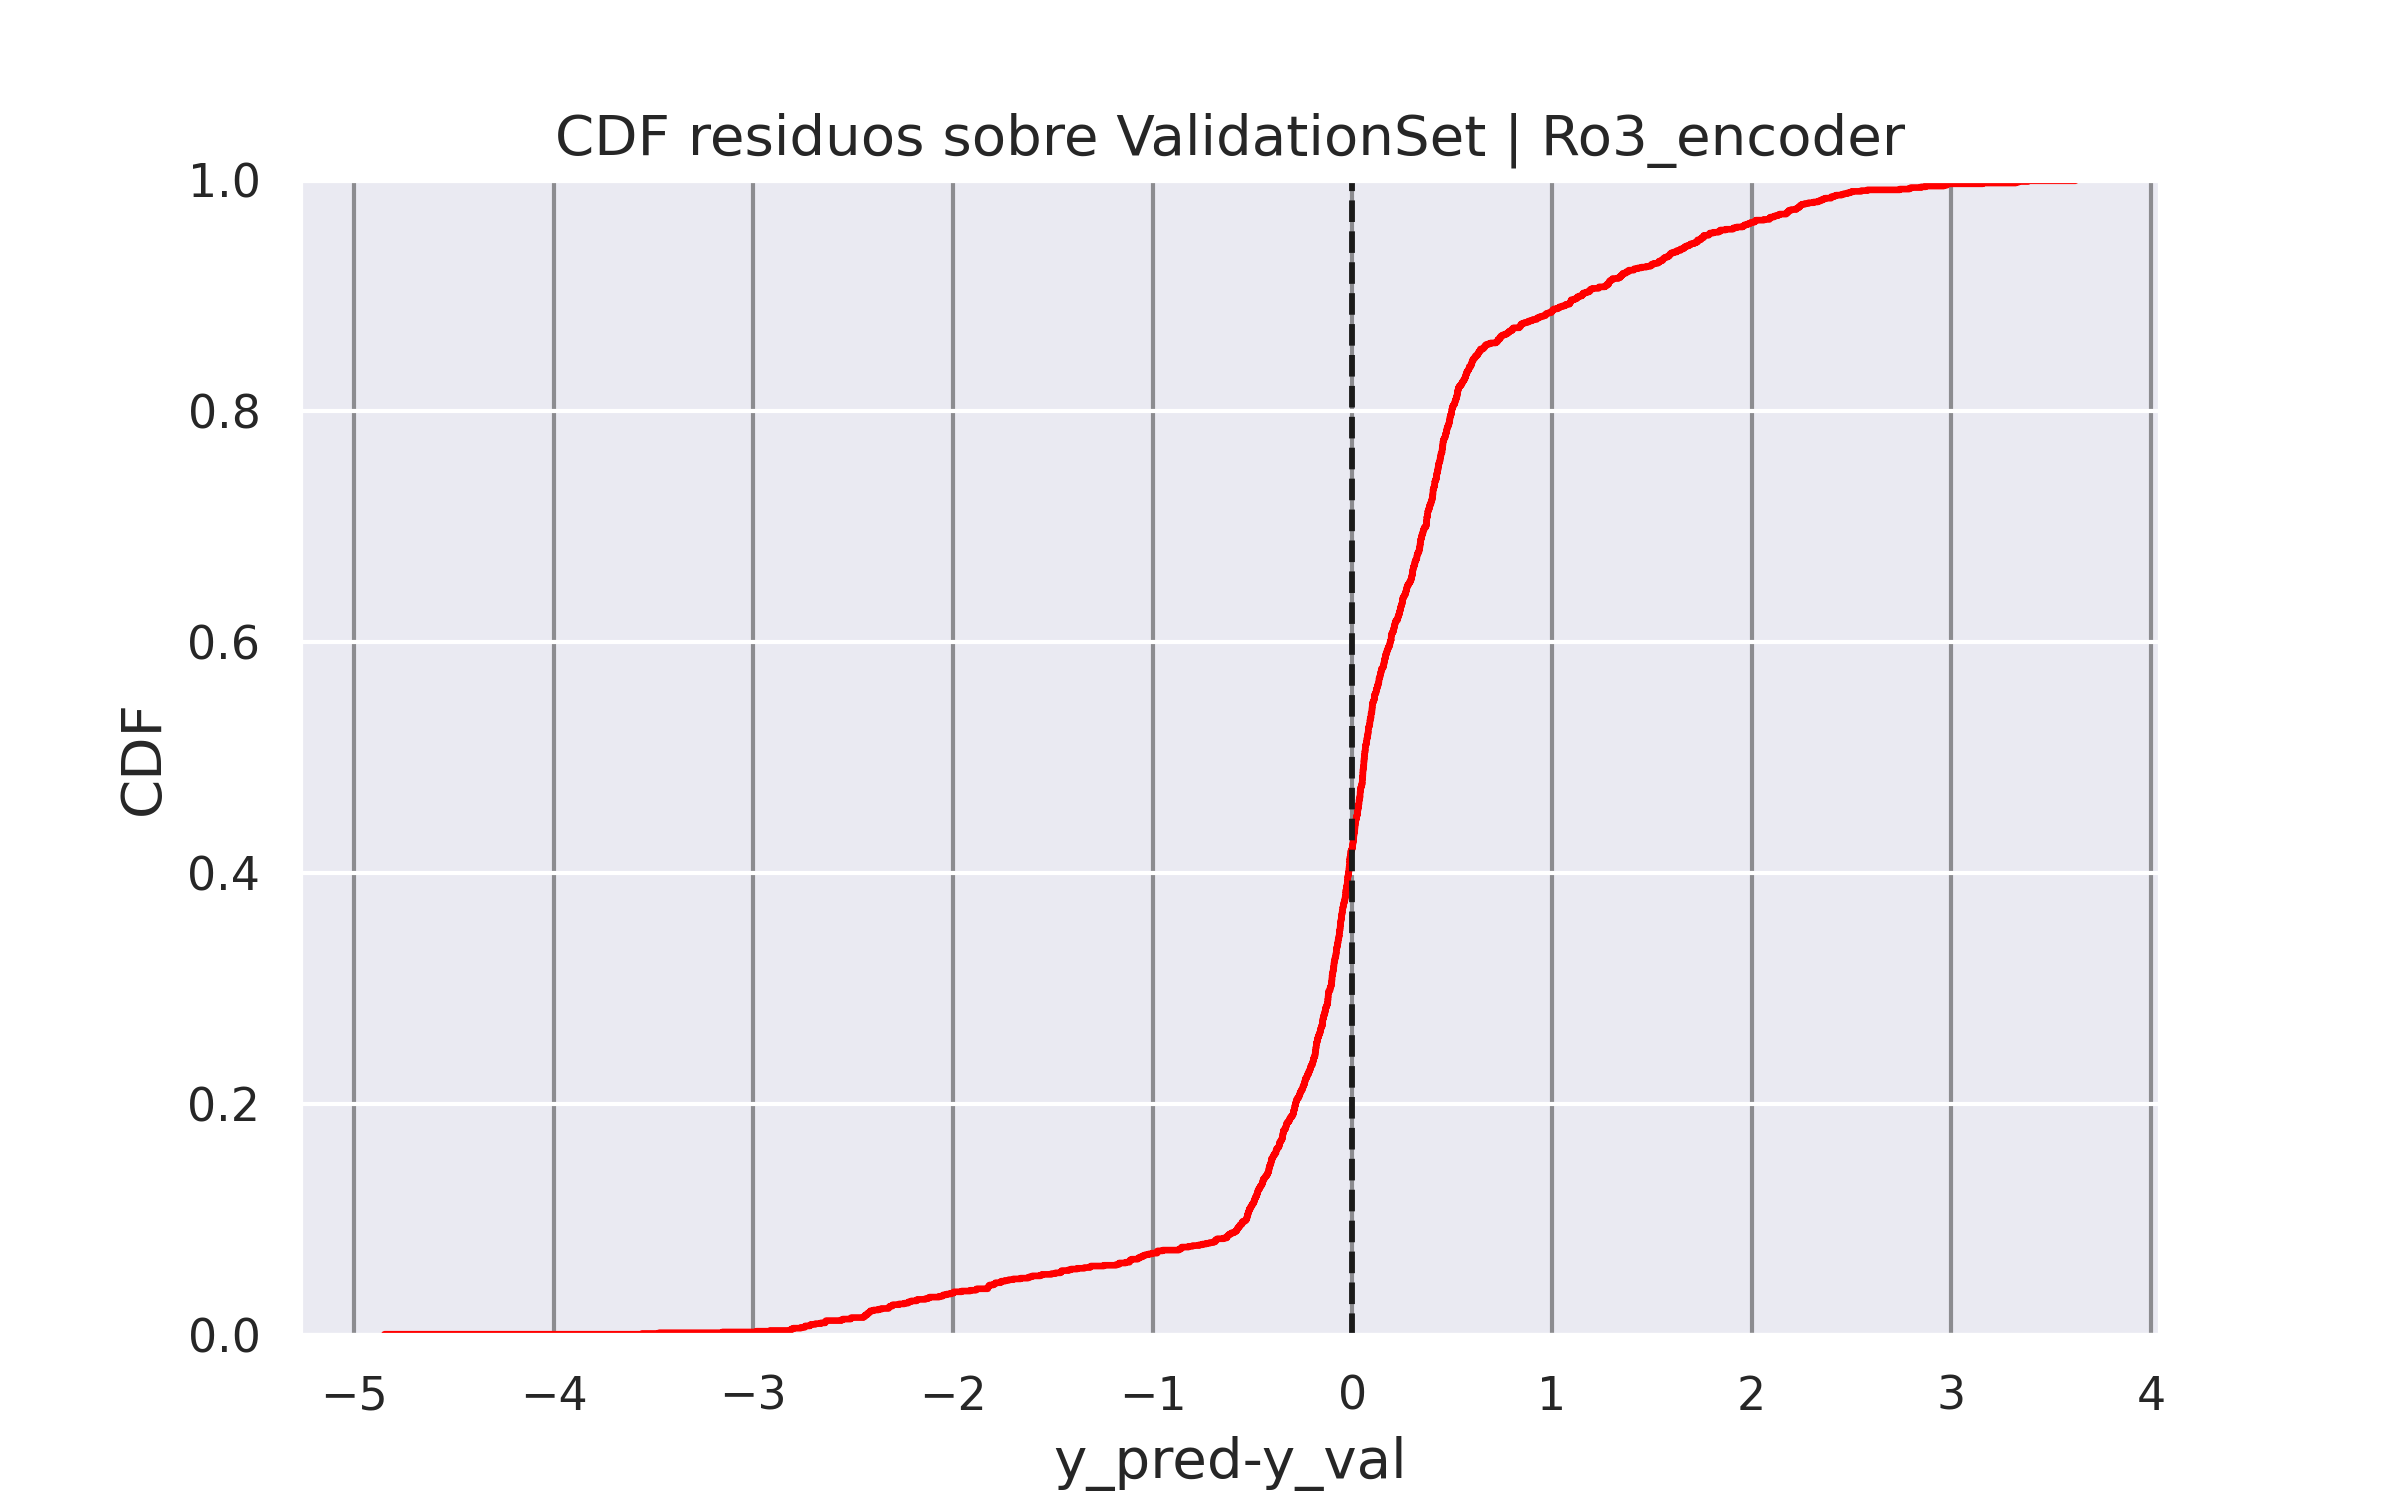 CDF residuos sobre ValidationSet | Ro3_encoder
1.0
0.8
0.6
0.4
0.2
0.0
CDF
−5 −4 −3 −2 −1 0 1 2 3 4
y_pred-y_val